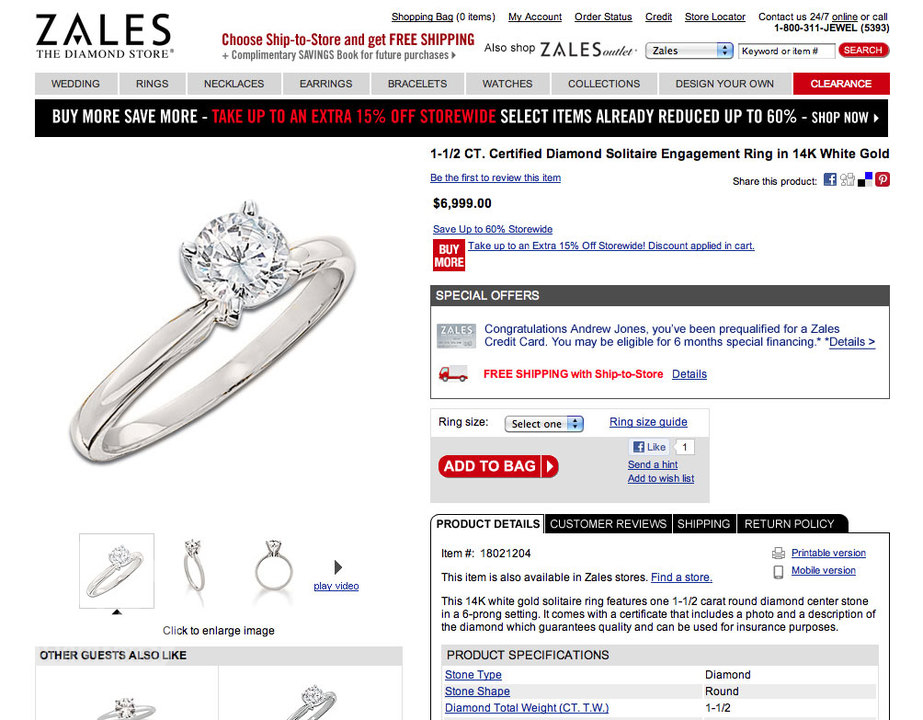 Shopping Bag (0 items) My Account Order Status Credit Store Locator Contact us 24/7 online or call
1-800-311-JEWEL (5393)
ZALES
THE DIAMOND STORE®
Choose Ship-to-Store and get FREE SHIPPING
+ Complimentary SAVINGS Book for future purchases
Also shop ZALES outlet
Zales
Keyword or item #
SEARCH
WEDDING RINGS NECKLACES EARRINGS BRACELETS WATCHES COLLECTIONS DESIGN YOUR OWN CLEARANCE
BUY MORE SAVE MORE - TAKE UP TO AN EXTRA 15% OFF STOREWIDE SELECT ITEMS ALREADY REDUCED UP TO 60% - SHOP NOW
1-1/2 CT. Certified Diamond Solitaire Engagement Ring in 14K White Gold
Be the first to review this item
Share this product:
$6,999.00
Save Up to 60% Storewide
BUY
MORE
Take up to an Extra 15% Off Storewide! Discount applied in cart.
SPECIAL OFFERS
ZALES
Congratulations Andrew Jones, you've been prequalified for a Zales
Credit Card. You may be eligible for 6 months special financing.* *Details >
FREE SHIPPING with Ship-to-Store Details
Ring size: Select one Ring size guide
Like 1
ADD TO BAG
Send a hint
Add to wish list
PRODUCT DETAILS CUSTOMER REVIEWS SHIPPING RETURN POLICY
Item #: 18021204
Printable version
Mobile version
This item is also available in Zales stores. Find a store.
This 14K white gold solitaire ring features one 1-1/2 carat round diamond center stone
in a 6-prong setting. It comes with a certificate that includes a photo and a description of
the diamond which guarantees quality and can be used for insurance purposes.
PRODUCT SPECIFICATIONS
Stone Type Diamond
Stone Shape Round
Diamond Total Weight (CT. T.W.) 1-1/2
play video
Click to enlarge image
OTHER GUESTS ALSO LIKE